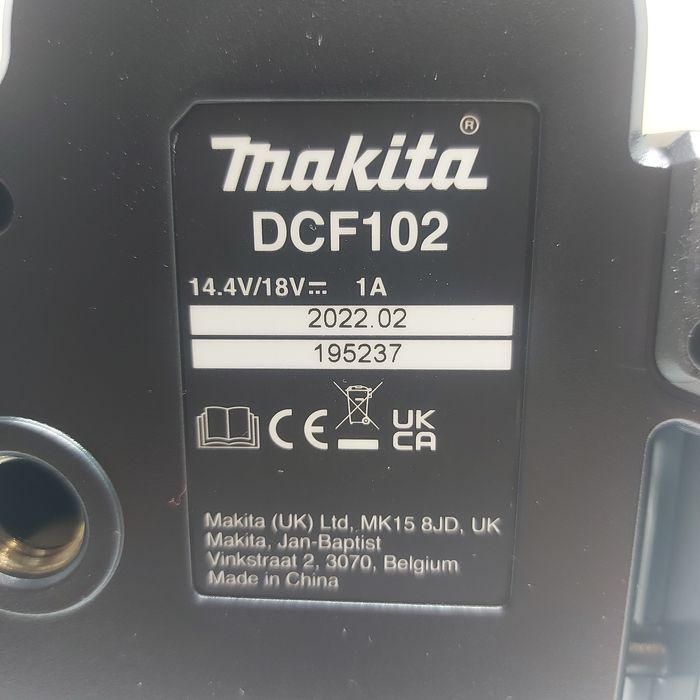 makita®
DCF102
14.4V/18V⎓ 1A
2022.02
195237
CE UK CA
Makita (UK) Ltd, MK15 8JD, UK
Makita, Jan-Baptist
Vinkstraat 2, 3070, Belgium
Made in China